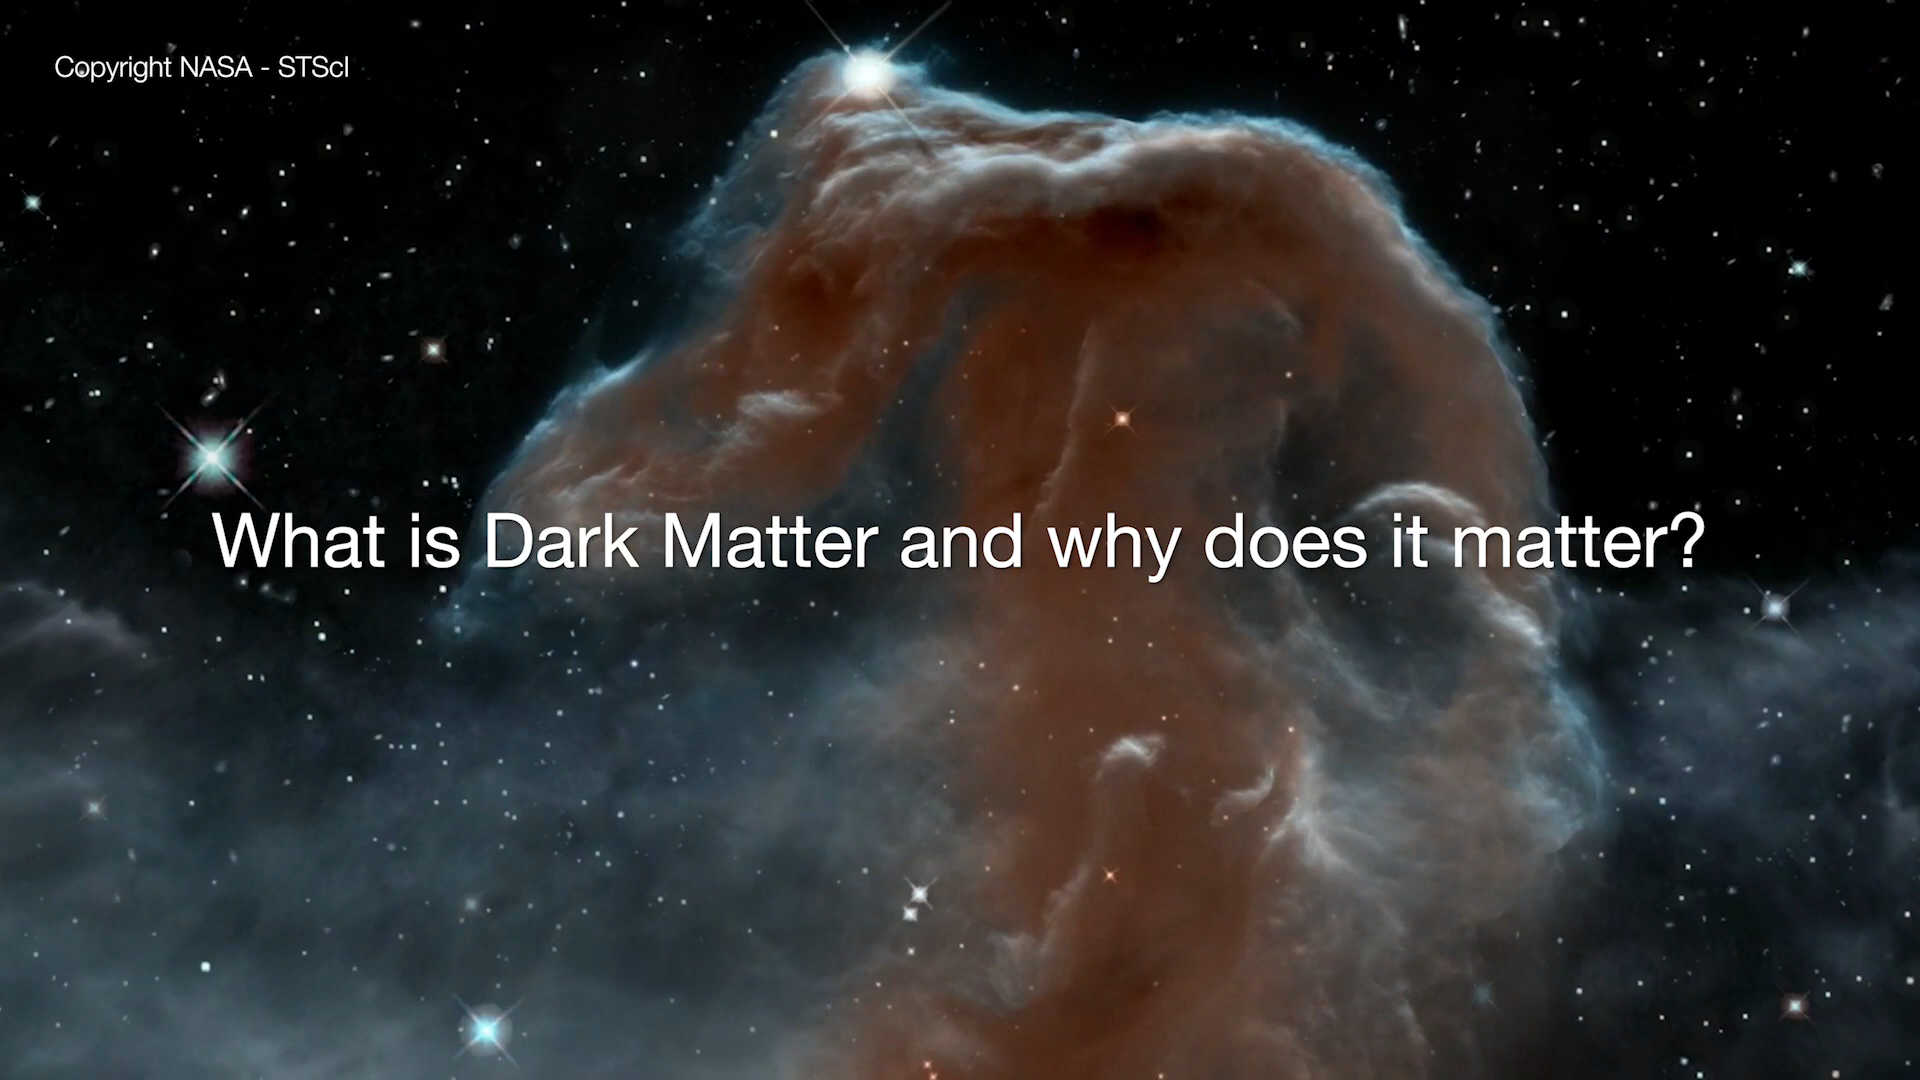 Copyright NASA - STScI
What is Dark Matter and why does it matter?